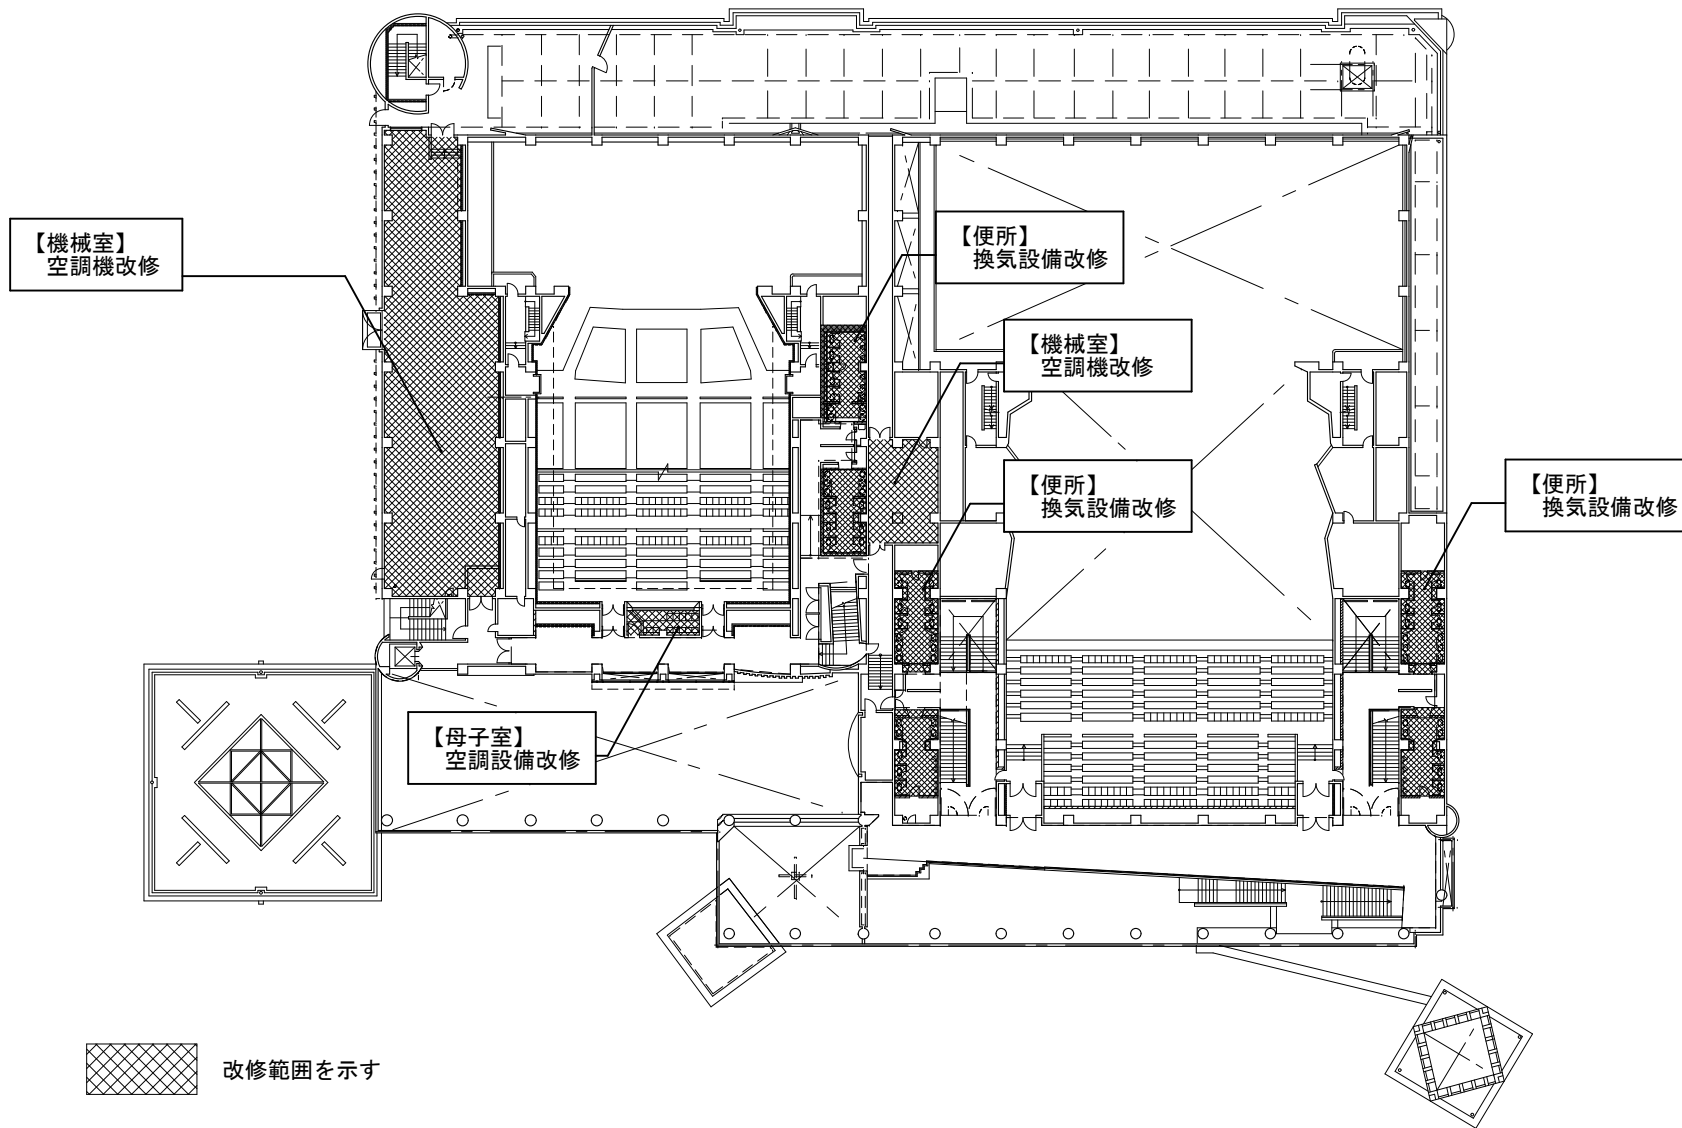 【機械室】
空調機改修
【便所】
換気設備改修
【機械室】
空調機改修
【便所】
換気設備改修
【便所】
換気設備改修
【母子室】
空調設備改修
改修範囲を示す